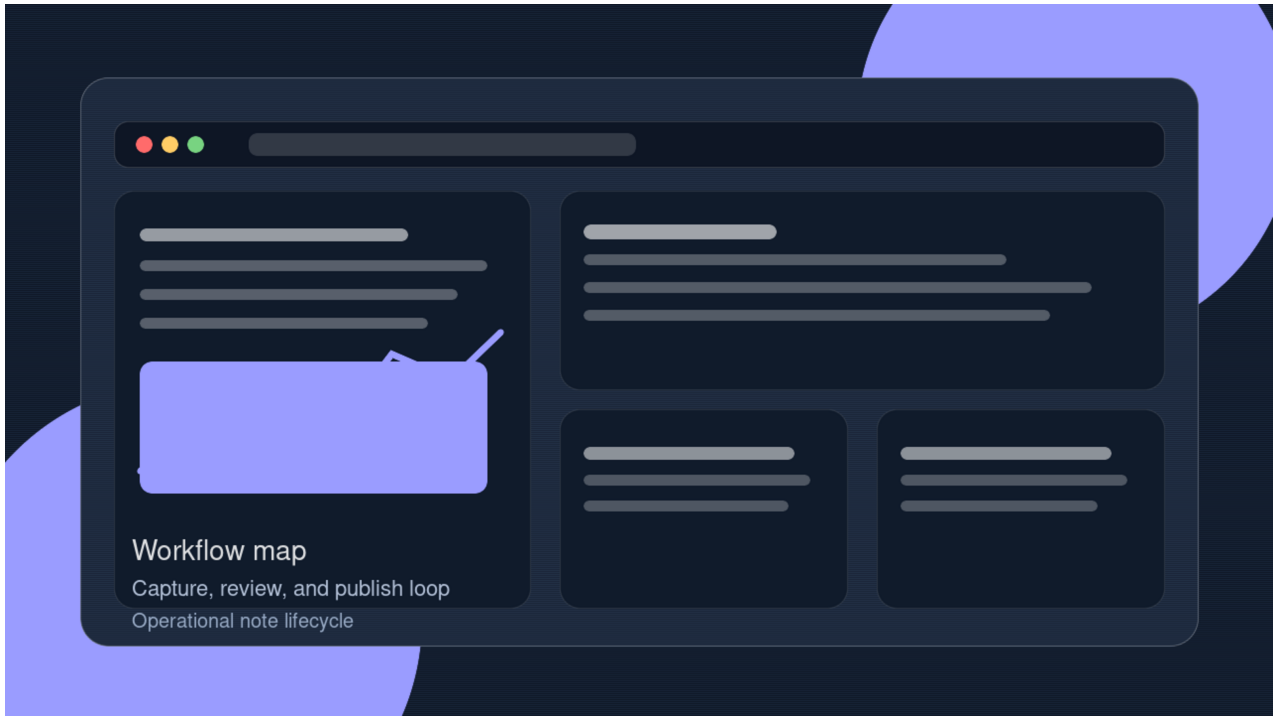 Workflow map
Capture, review, and publish loop
Operational note lifecycle